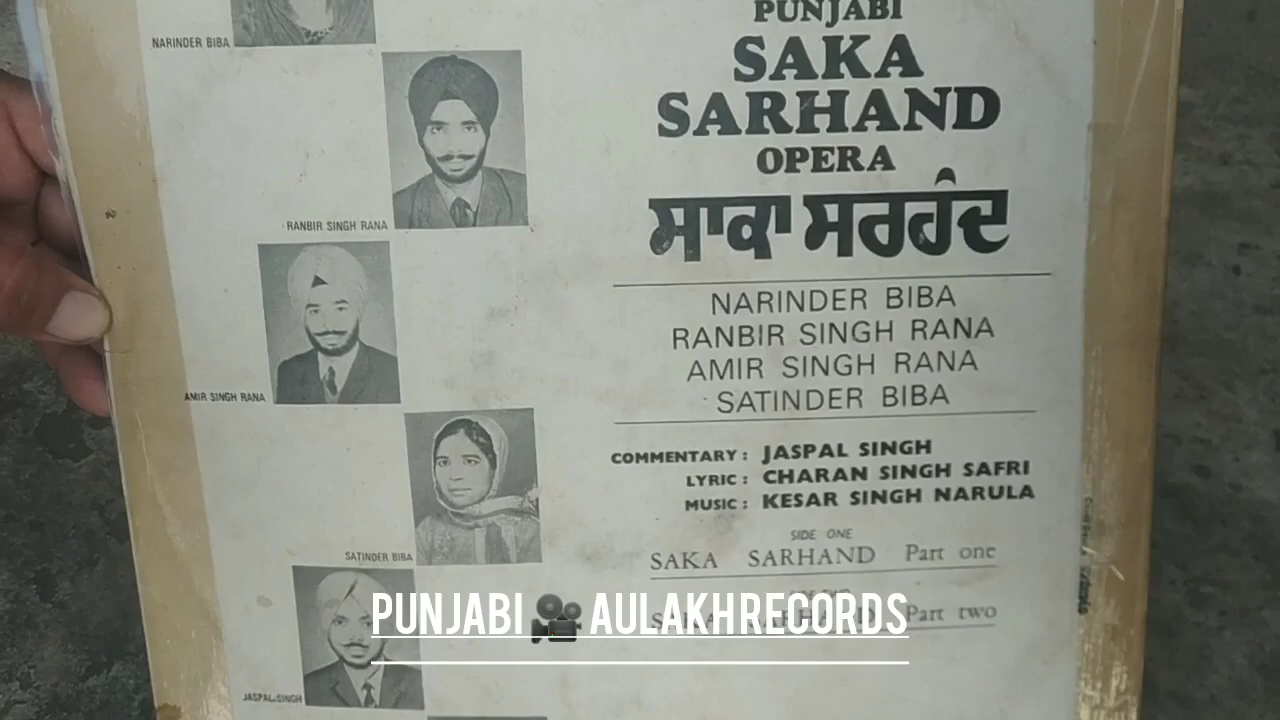 NARINDER BIBA
RANBIR SINGH RANA
AMIR SINGH RANA
SATINDER BIBA
JASPAL SINGH
PUNJABI
SAKA
SARHAND
OPERA
ਸਾਕਾ ਸਰਹੰਦ
NARINDER BIBA
RANBIR SINGH RANA
AMIR SINGH RANA
SATINDER BIBA
COMMENTARY: JASPAL SINGH
LYRIC: CHARAN SINGH SAFRI
MUSIC: KESAR SINGH NARULA
SIDE ONE
SAKA SARHAND Part one
SAKA SARHAND Part two
PUNJABI 🎥 AULAKHRECORDS